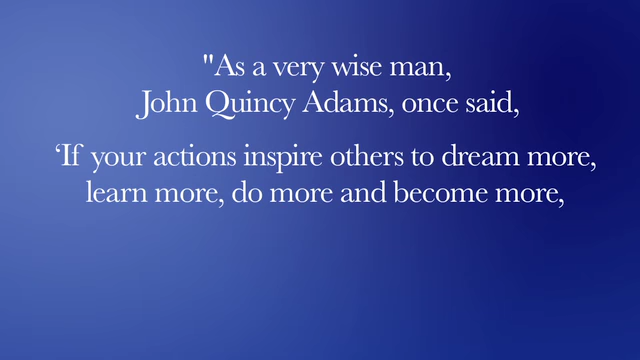 "As a very wise man,
John Quincy Adams, once said,
‘If your actions inspire others to dream more,
learn more, do more and become more,